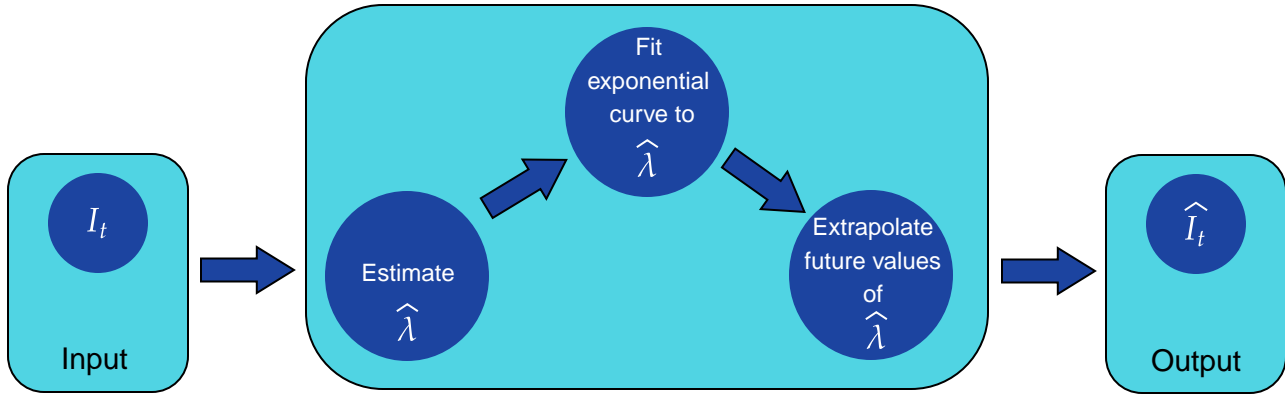 I_t
Input
Estimate
λ̂
Fit
exponential
curve to
λ̂
Extrapolate
future values
of
λ̂
Î_t
Output